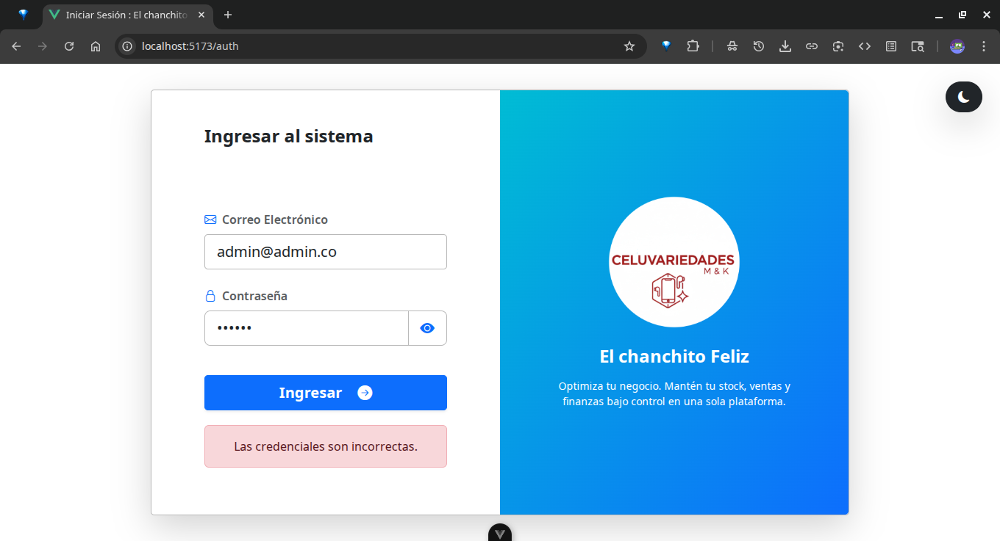 Iniciar Sesión : El chanchito
localhost:5173/auth
Ingresar al sistema
Correo Electrónico
admin@admin.co
Contraseña
••••••
Ingresar
Las credenciales son incorrectas.
CELUVARIEDADES
M & K
El chanchito Feliz
Optimiza tu negocio. Mantén tu stock, ventas y
finanzas bajo control en una sola plataforma.